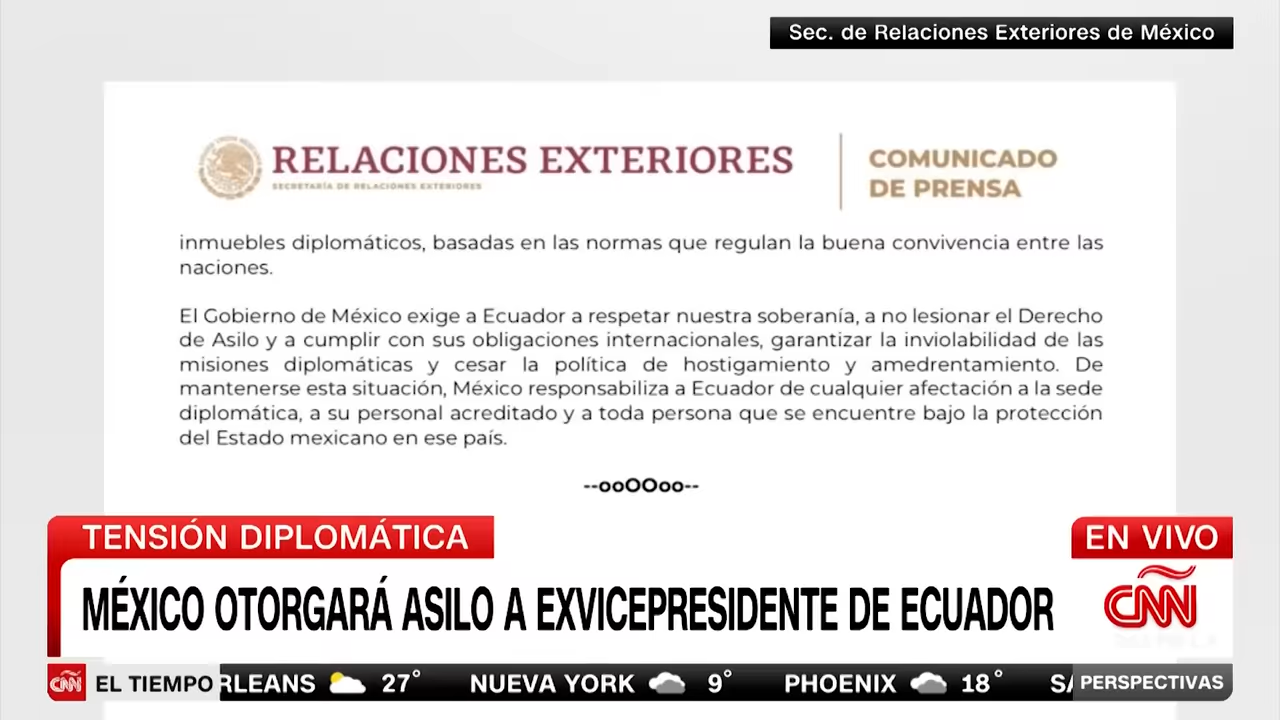 Sec. de Relaciones Exteriores de México
RELACIONES EXTERIORES
SECRETARÍA DE RELACIONES EXTERIORES
COMUNICADO
DE PRENSA
inmuebles diplomáticos, basadas en las normas que regulan la buena convivencia entre las
naciones.
El Gobierno de México exige a Ecuador a respetar nuestra soberanía, a no lesionar el Derecho
de Asilo y a cumplir con sus obligaciones internacionales, garantizar la inviolabilidad de las
misiones diplomáticas y cesar la política de hostigamiento y amedrentamiento. De
mantenerse esta situación, México responsabiliza a Ecuador de cualquier afectación a la sede
diplomática, a su personal acreditado y a toda persona que se encuentre bajo la protección
del Estado mexicano en ese país.
--ooOOoo--
TENSIÓN DIPLOMÁTICA
EN VIVO
MÉXICO OTORGARÁ ASILO A EXVICEPRESIDENTE DE ECUADOR
CNN
CNN EL TIEMPO RLEANS 27° NUEVA YORK 9° PHOENIX 18° SA PERSPECTIVAS